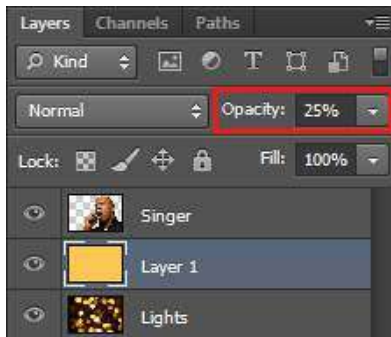 Layers Channels Paths
Kind T
Normal Opacity: 25%
Lock: Fill: 100%
Singer
Layer 1
Lights